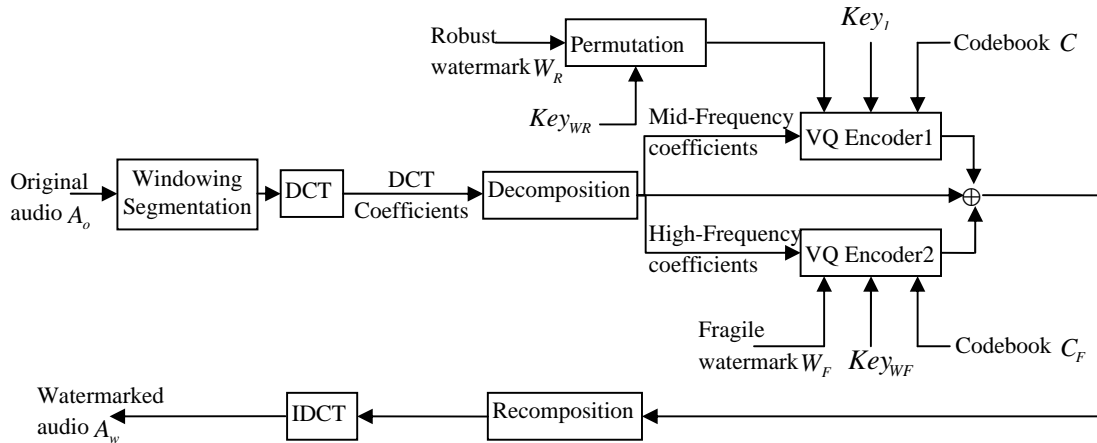 Robust
watermark W_R
Permutation
Key_WR
Key_1
Codebook C
Mid-Frequency
coefficients
VQ Encoder1
Original
audio A_o
Windowing
Segmentation
DCT
DCT
Coefficients
Decomposition
⊕
High-Frequency
coefficients
VQ Encoder2
Fragile
watermark W_F
Key_WF
Codebook C_F
Watermarked
audio A_w
IDCT
Recomposition